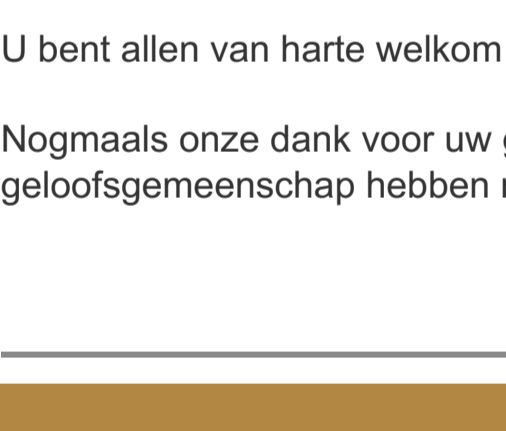 U bent allen van harte welkom
Nogmaals onze dank voor uw
geloofsgemeenschap hebben